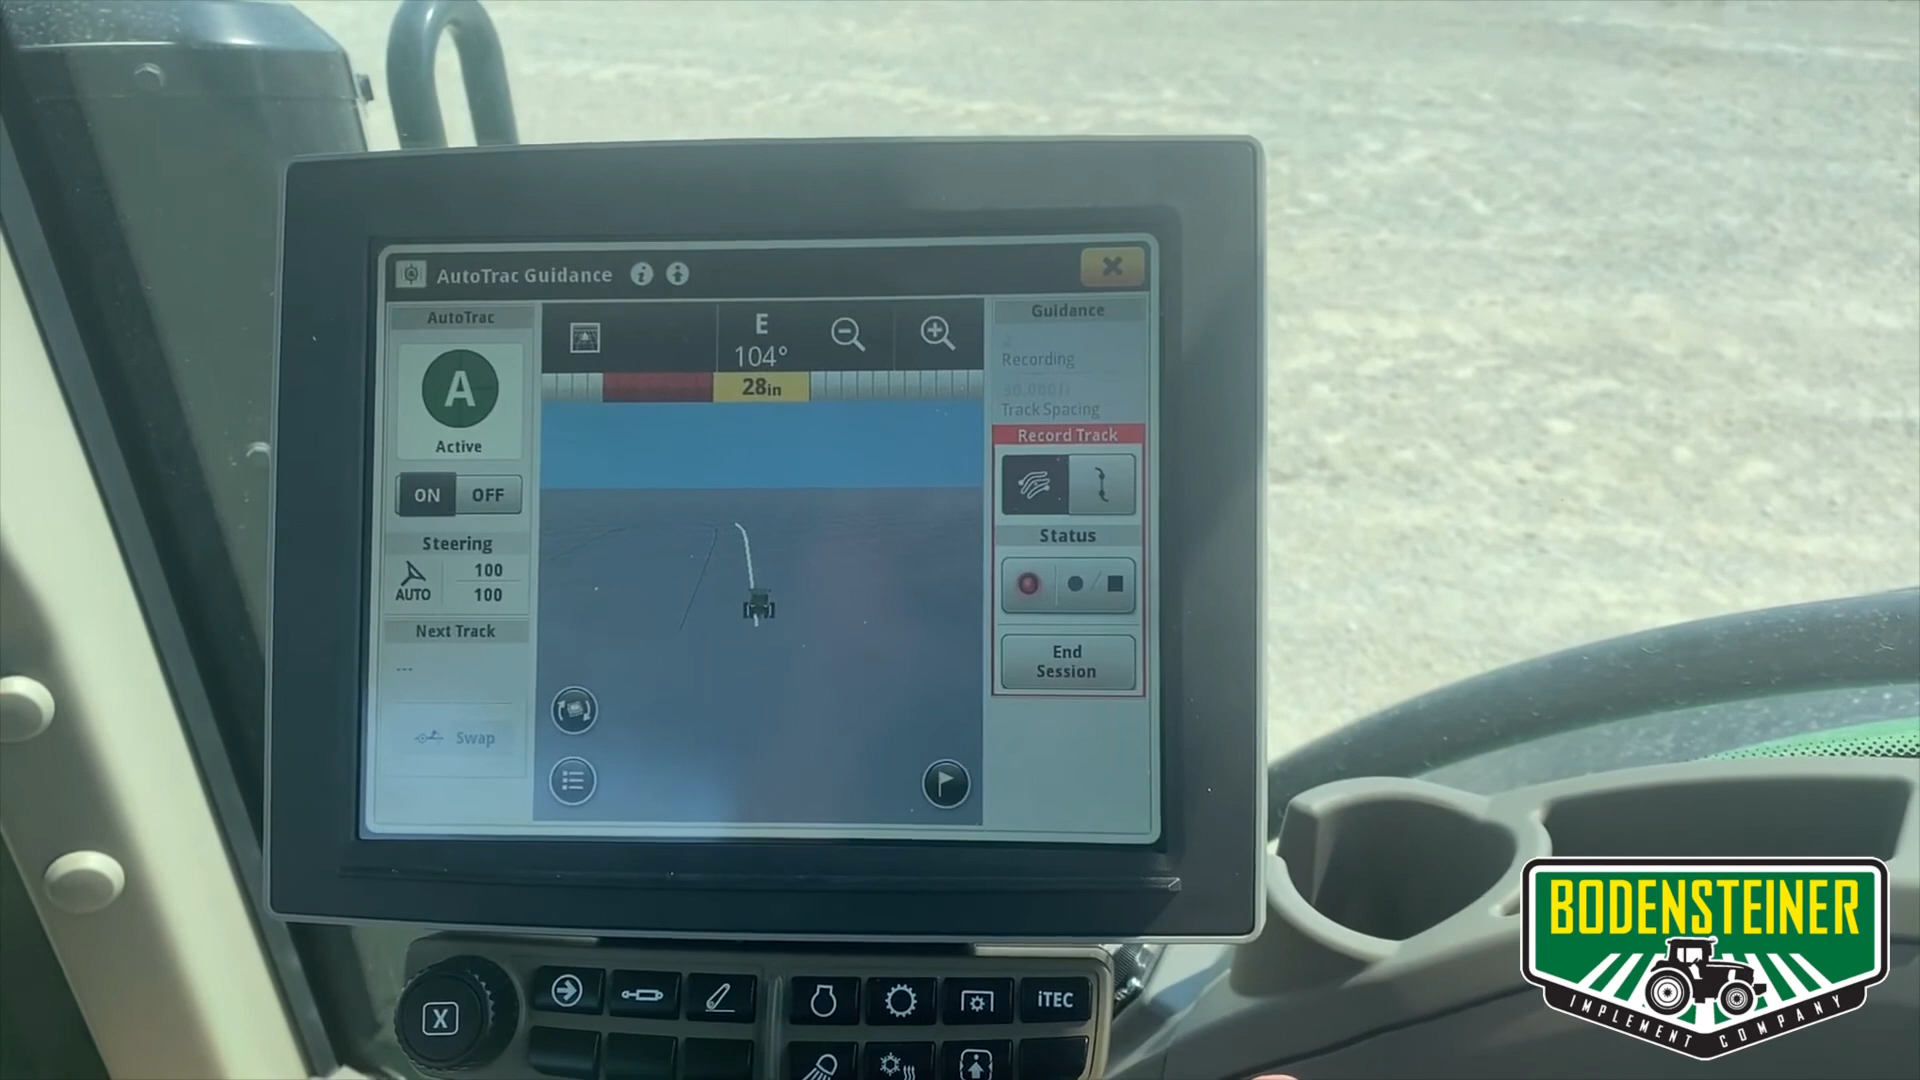 AutoTrac Guidance
AutoTrac
A
Active
ON OFF
Steering
AUTO
100
100
Next Track
---
Swap
E
104°
28in
Guidance
Recording
Track Spacing
Record Track
Status
End
Session
X
iTEC
BODENSTEINER
IMPLEMENT COMPANY